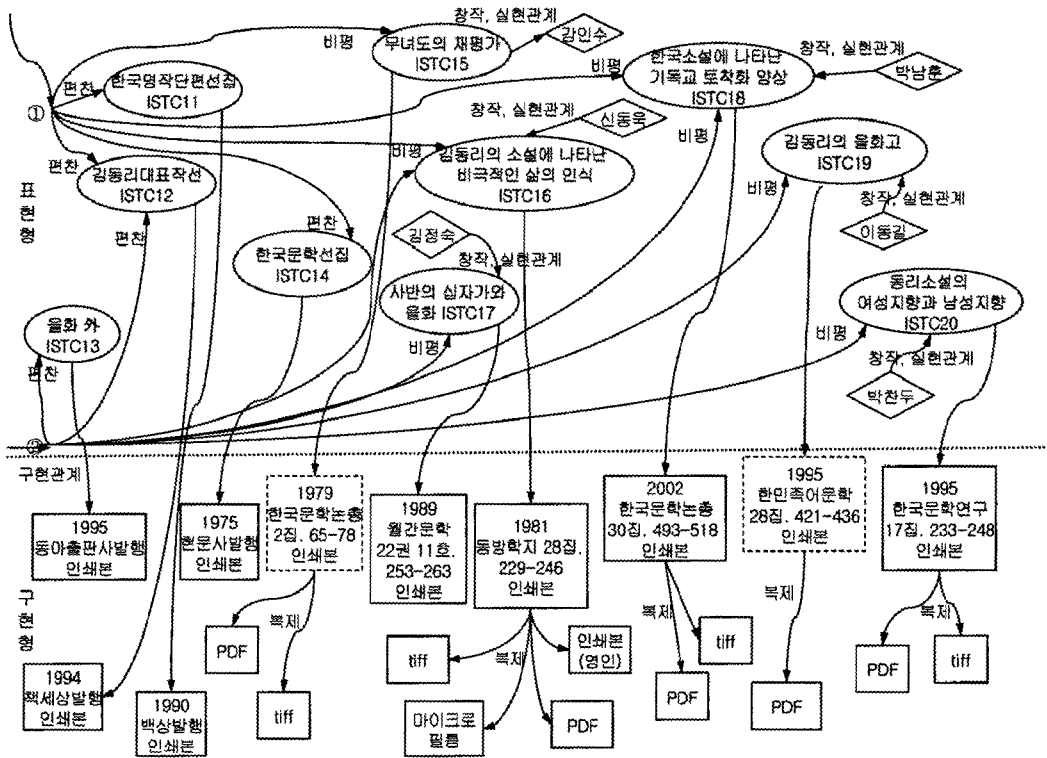 창작, 실현관계
강인수
비평
무녀도의 재평가
ISTC15
한국소설에 나타난
기독교 토착화 양상
ISTC18
비평
창작, 실현관계
박남훈
①
편찬
한국명작단편선집
ISTC11
창작, 실현관계
신동욱
비평
편찬
김동리대표작선
ISTC12
비평
김동리의 소설에 나타난
비극적인 삶의 인식
ISTC16
김동리의 을화고
ISTC19
비평
창작, 실현관계
이동길
표
현
형
편찬
편찬
한국문학선집
ISTC14
김정숙
창작, 실현관계
사반의 십자가와
을화 ISTC17
비평
동리소설의
여성지향과 남성지향
ISTC20
비평
창작, 실현관계
박찬두
을화 外
ISTC13
편찬
②
구현관계
1995
동아출판사발행
인쇄본
1975
현문사발행
인쇄본
1979
한국문학논총
2집. 65-78
인쇄본
1989
월간문학
22권 11호.
253-263
인쇄본
1981
동방학지 28집.
229-246
인쇄본
2002
한국문학논총
30집. 493-518
인쇄본
1995
한민족어문학
28집. 421-436
인쇄본
1995
한국문학연구
17집. 233-248
인쇄본
구
현
형
복제
PDF
tiff
tiff
복제
인쇄본
(영인)
마이크로
필름
PDF
복제
tiff
PDF
복제
PDF
복제
PDF
tiff
1994
책세상발행
인쇄본
1990
백상발행
인쇄본